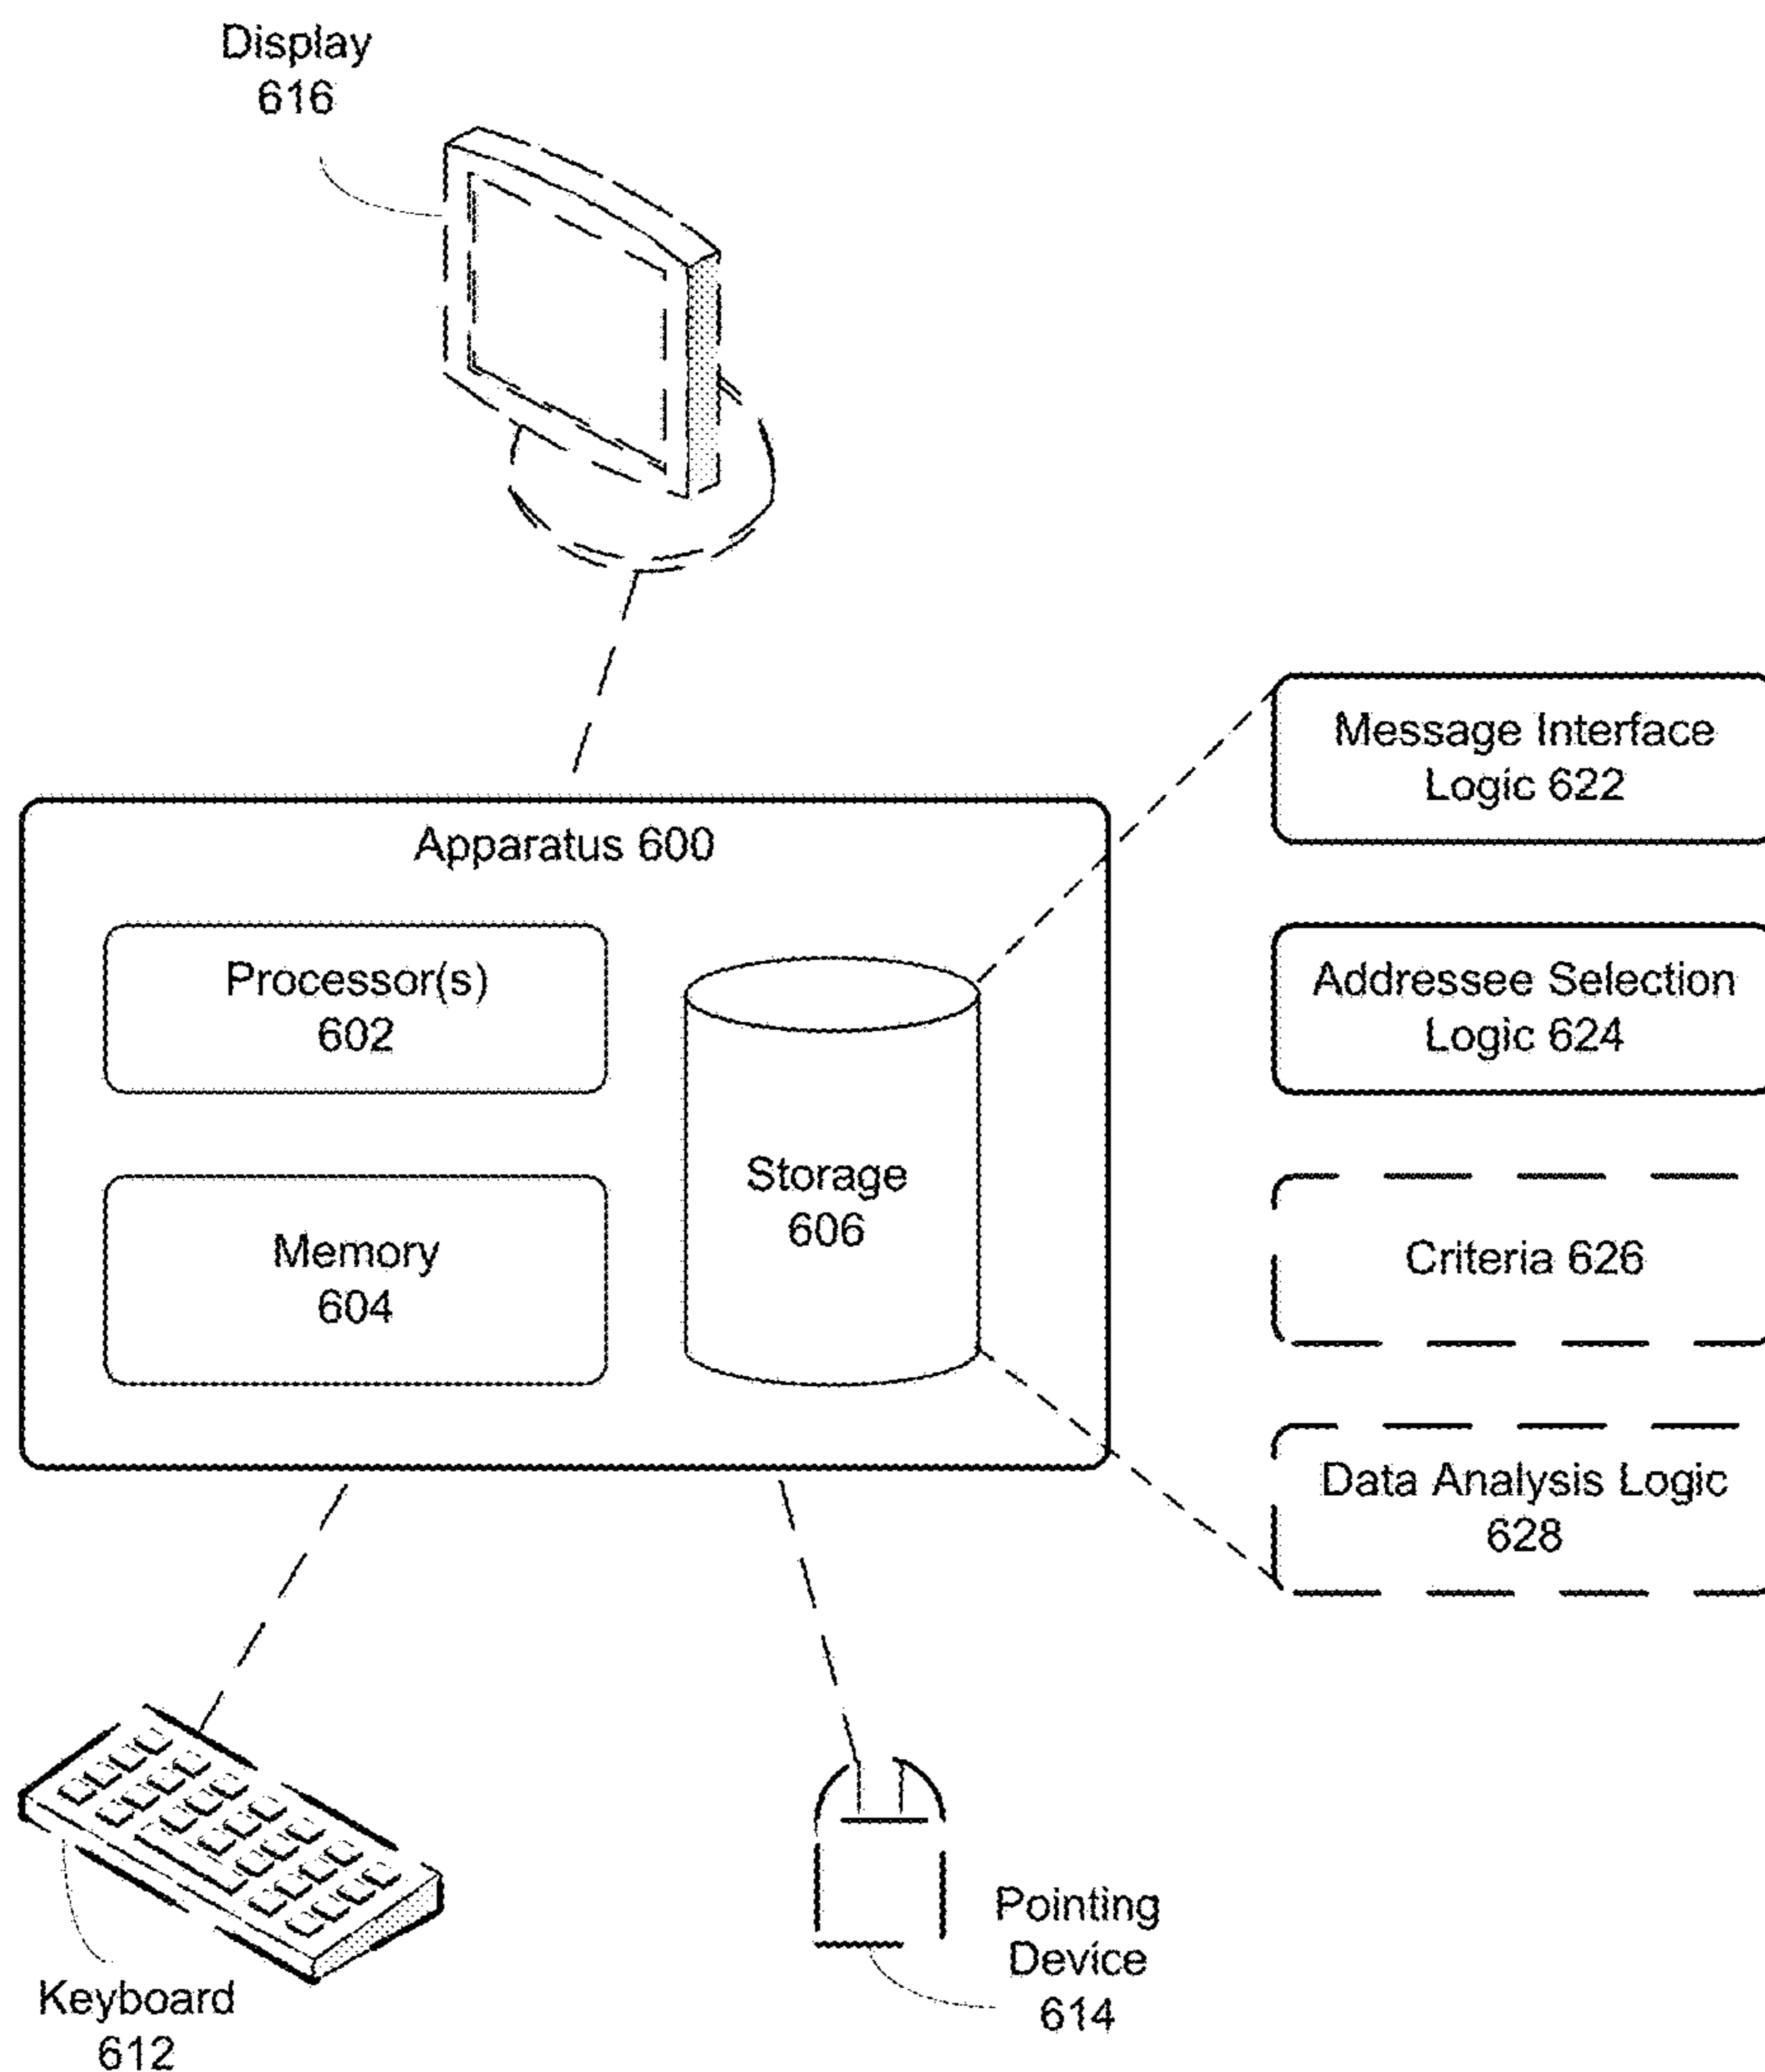 Display
616
Message Interface
Logic 622
Apparatus 600
Processor(s)
602
Addressee Selection
Logic 624
Storage
606
Memory
604
Criteria 626
Data Analysis Logic
628
Keyboard
612
Pointing
Device
614